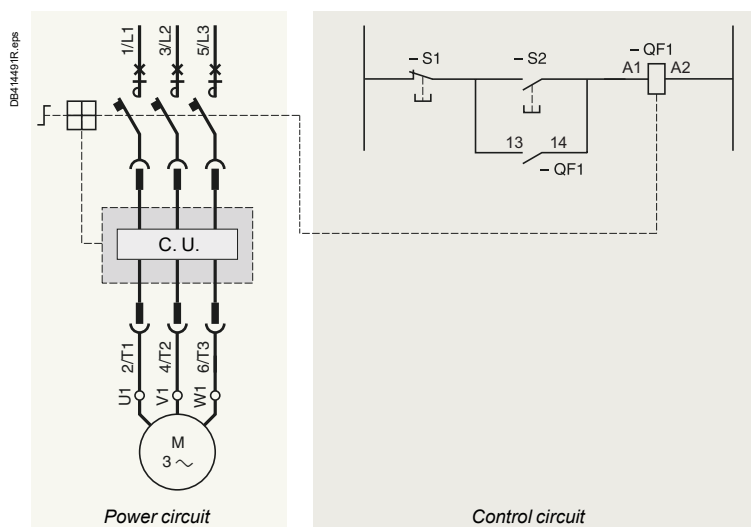 DB414491R.eps
1/L1 3/L2 5/L3
– S1 – S2 – QF1
A1 A2
13 14
– QF1
C. U.
2/T1 4/T2 6/T3
U1 V1 W1
M
3 ~
Power circuit
Control circuit